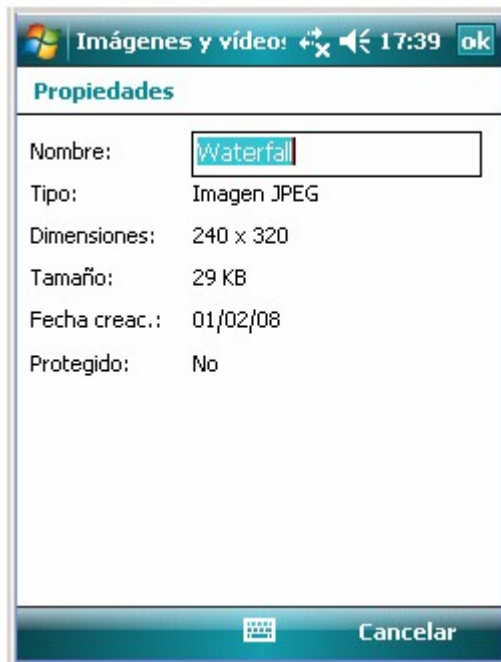 Imágenes y vídeos 17:39 ok
Propiedades
Nombre: Waterfall
Tipo: Imagen JPEG
Dimensiones: 240 x 320
Tamaño: 29 KB
Fecha creac.: 01/02/08
Protegido: No
Cancelar